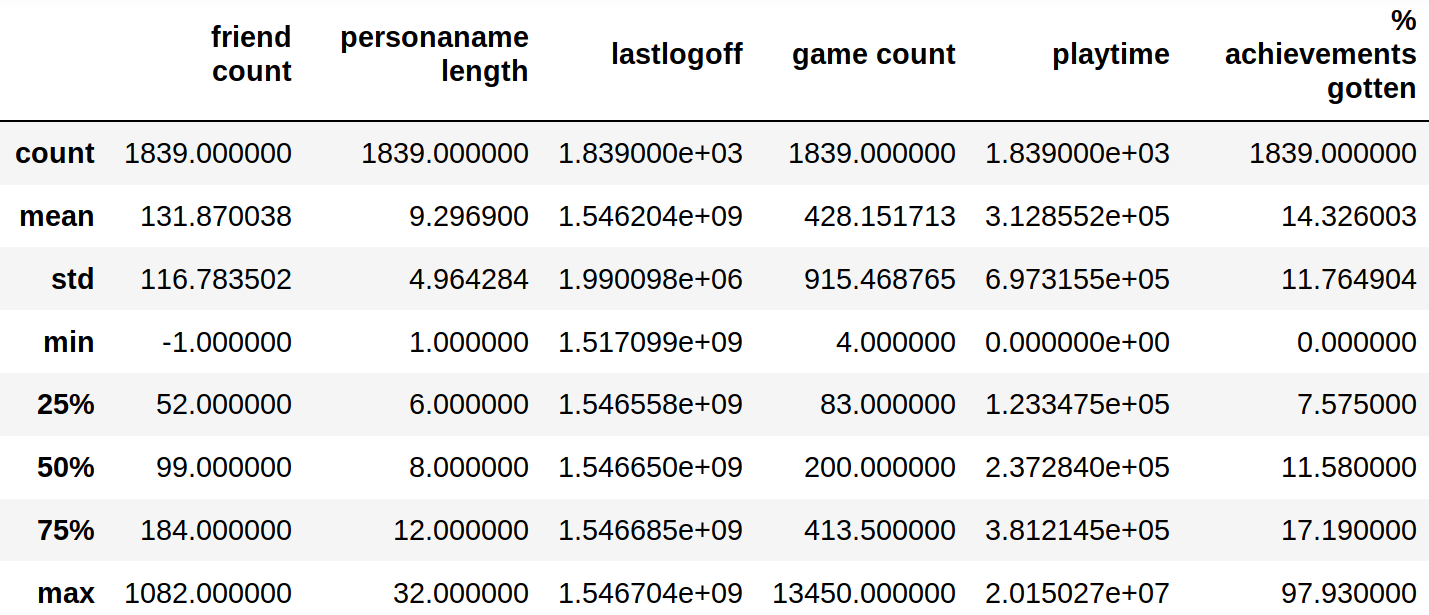 friend count personaname length lastlogoff game count playtime % achievements gotten
count 1839.000000 1839.000000 1.839000e+03 1839.000000 1.839000e+03 1839.000000
mean 131.870038 9.296900 1.546204e+09 428.151713 3.128552e+05 14.326003
std 116.783502 4.964284 1.990098e+06 915.468765 6.973155e+05 11.764904
min -1.000000 1.000000 1.517099e+09 4.000000 0.000000e+00 0.000000
25% 52.000000 6.000000 1.546558e+09 83.000000 1.233475e+05 7.575000
50% 99.000000 8.000000 1.546650e+09 200.000000 2.372840e+05 11.580000
75% 184.000000 12.000000 1.546685e+09 413.500000 3.812145e+05 17.190000
max 1082.000000 32.000000 1.546704e+09 13450.000000 2.015027e+07 97.930000